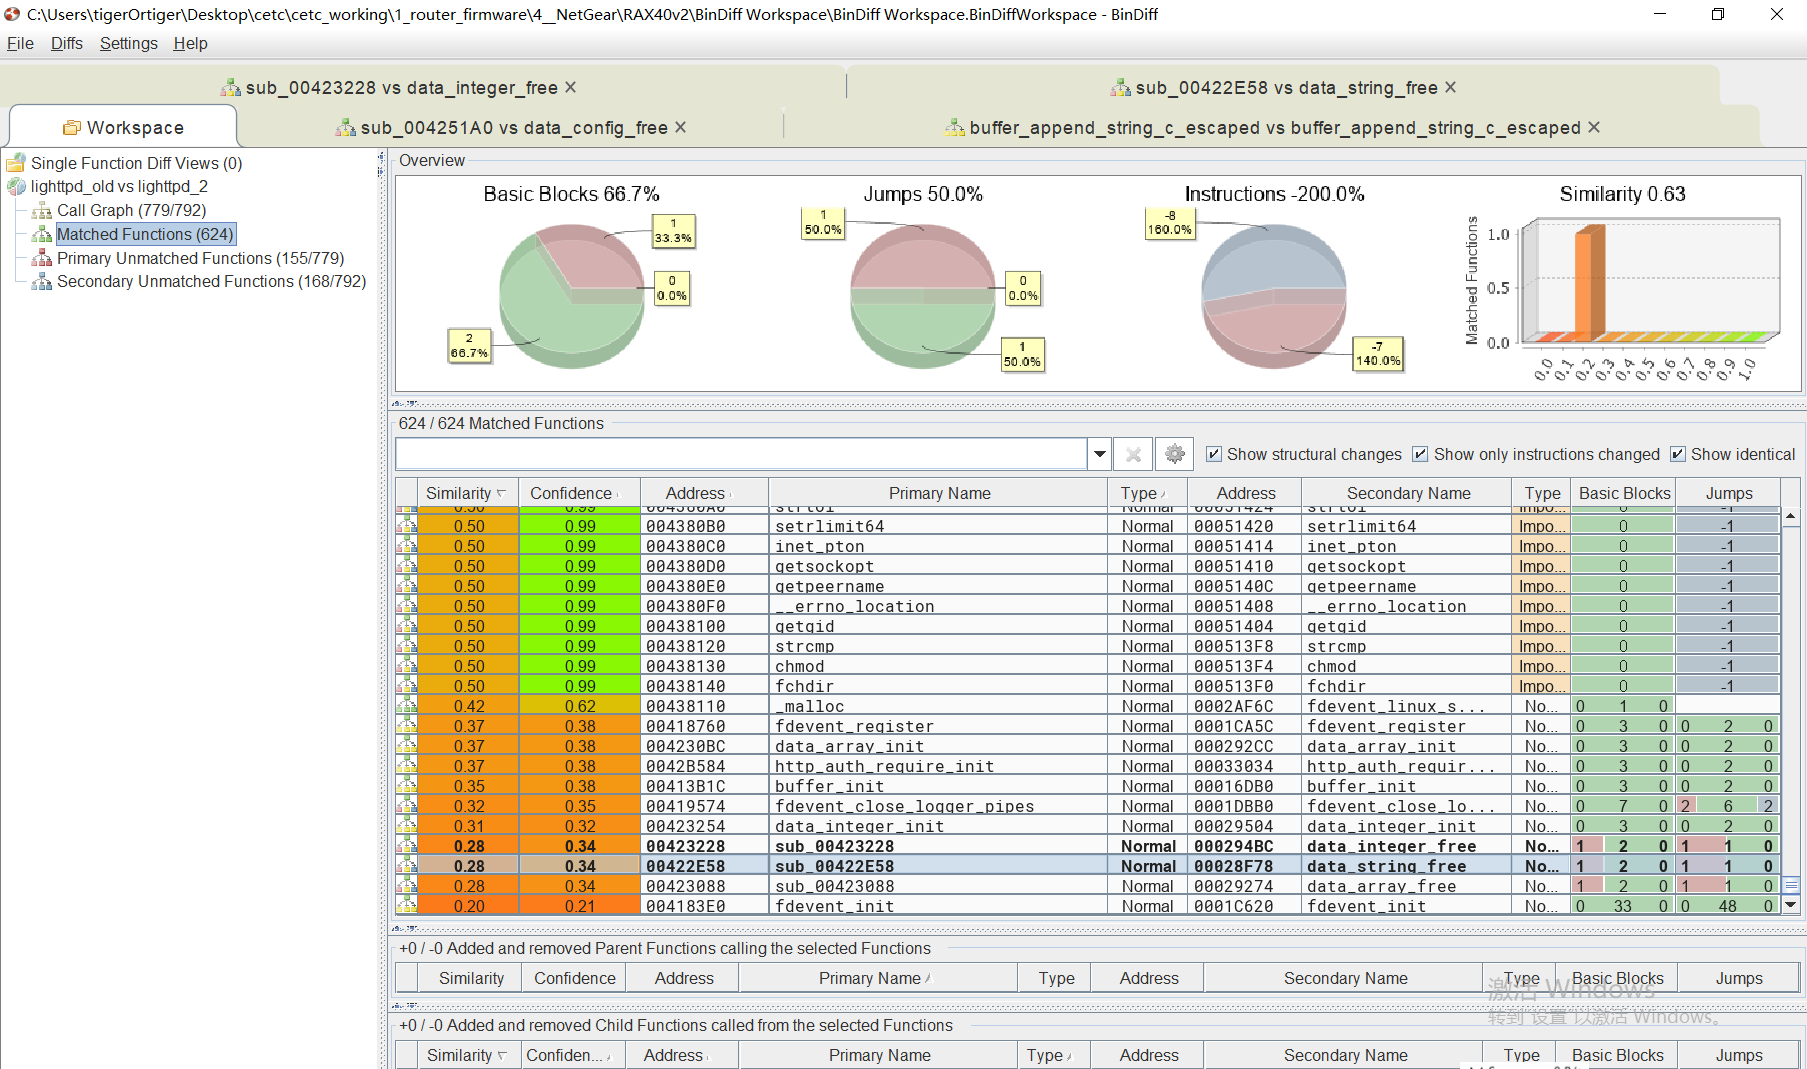 C:\Users\tigerOrtiger\Desktop\cetc\cetc_working\1_router_firmware\4__NetGear\RAX40v2\BinDiff Workspace\BinDiff Workspace.BinDiffWorkspace - BinDiff
File Diffs Settings Help
sub_00423228 vs data_integer_free
sub_00422E58 vs data_string_free
Workspace
sub_004251A0 vs data_config_free
buffer_append_string_c_escaped vs buffer_append_string_c_escaped
Single Function Diff Views (0)
lighttpd_old vs lighttpd_2
Call Graph (779/792)
Matched Functions (624)
Primary Unmatched Functions (155/779)
Secondary Unmatched Functions (168/792)
Overview
Basic Blocks 66.7%
1
33.3%
0
0.0%
2
66.7%
Jumps 50.0%
1
50.0%
0
0.0%
1
50.0%
Instructions -200.0%
-8
160.0%
-7
140.0%
Similarity 0.63
Matched Functions
1.0
0.5
0.0
0.0 0.1 0.2 0.3 0.4 0.5 0.6 0.7 0.8 0.9 1.0
624 / 624 Matched Functions
Show structural changes Show only instructions changed Show identical
Similarity Confidence Address Primary Name Type Address Secondary Name Type Basic Blocks Jumps
0.50 0.99 004380A0 strtol Normal 00051424 strtol Impo... 0 -1
0.50 0.99 004380B0 setrlimit64 Normal 00051420 setrlimit64 Impo... 0 -1
0.50 0.99 004380C0 inet_pton Normal 00051414 inet_pton Impo... 0 -1
0.50 0.99 004380D0 getsockopt Normal 00051410 getsockopt Impo... 0 -1
0.50 0.99 004380E0 getpeername Normal 0005140C getpeername Impo... 0 -1
0.50 0.99 004380F0 __errno_location Normal 00051408 __errno_location Impo... 0 -1
0.50 0.99 00438100 getgid Normal 00051404 getgid Impo... 0 -1
0.50 0.99 00438120 strcmp Normal 000513F8 strcmp Impo... 0 -1
0.50 0.99 00438130 chmod Normal 000513F4 chmod Impo... 0 -1
0.50 0.99 00438140 fchdir Normal 000513F0 fchdir Impo... 0 -1
0.42 0.62 00438110 _malloc Normal 0002AF6C fdevent_linux_s... No... 0 1 0
0.37 0.38 00418760 fdevent_register Normal 0001CA5C fdevent_register No... 0 3 0 0 2 0
0.37 0.38 004230BC data_array_init Normal 000292CC data_array_init No... 0 3 0 0 2 0
0.37 0.38 0042B584 http_auth_require_init Normal 00033034 http_auth_requir... No... 0 3 0 0 2 0
0.35 0.38 00413B1C buffer_init Normal 00016DB0 buffer_init No... 0 3 0 0 2 0
0.32 0.35 00419574 fdevent_close_logger_pipes Normal 0001DBB0 fdevent_close_lo... No... 0 7 0 2 6 2
0.31 0.32 00423254 data_integer_init Normal 00029504 data_integer_init No... 0 3 0 0 2 0
0.28 0.34 00423228 sub_00423228 Normal 000294BC data_integer_free No... 1 2 0 1 1 0
0.28 0.34 00422E58 sub_00422E58 Normal 00028F78 data_string_free No... 1 2 0 1 1 0
0.28 0.34 00423088 sub_00423088 Normal 00029274 data_array_free No... 1 2 0 1 1 0
0.20 0.21 004183E0 fdevent_init Normal 0001C620 fdevent_init No... 0 33 0 0 48 0
+0 / -0 Added and removed Parent Functions calling the selected Functions
Similarity Confidence Address Primary Name Type Address Secondary Name Type Basic Blocks Jumps
激活 Windows
转到"设置"以激活 Windows。
+0 / -0 Added and removed Child Functions called from the selected Functions
Similarity Confiden... Address Primary Name Type Address Secondary Name Type Basic Blocks Jumps